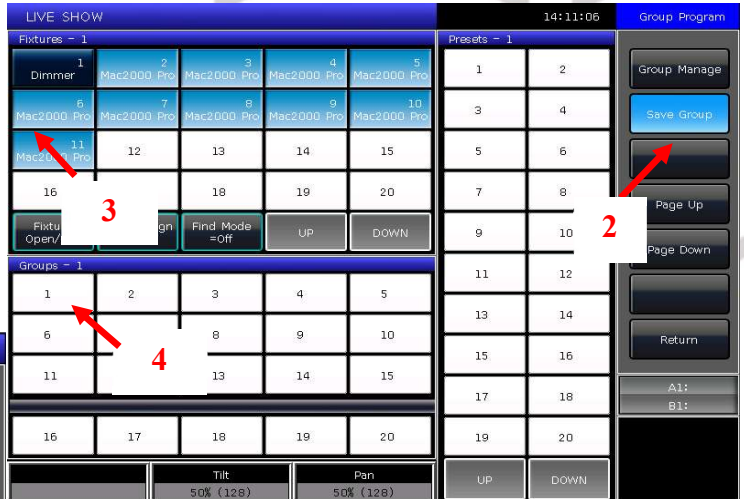 LIVE SHOW 14:11:06 Group Program
Fixtures - 1
1 2 3 4 5
Dimmer Mac2000 Pro Mac2000 Pro Mac2000 Pro Mac2000 Pro
6 7 8 9 10
Mac2000 Pro Mac2000 Pro Mac2000 Pro Mac2000 Pro Mac2000 Pro
11 12 13 14 15
Pro
16 18 19 20
3
Find Mode UP DOWN
=Off
Groups - 1
1 2 3 4 5
6 8 9 10
4
11 13 14 15
16 17 18 19 20
Tilt Pan
50% (128) 50% (128)
Presets - 1
1 2
3 4
5 6
7 8
9 10
11 12
13 14
15 16
17 18
19 20
UP DOWN
Group Manage
Save Group
2
Page Up
Page Down
Return
A1:
B1: